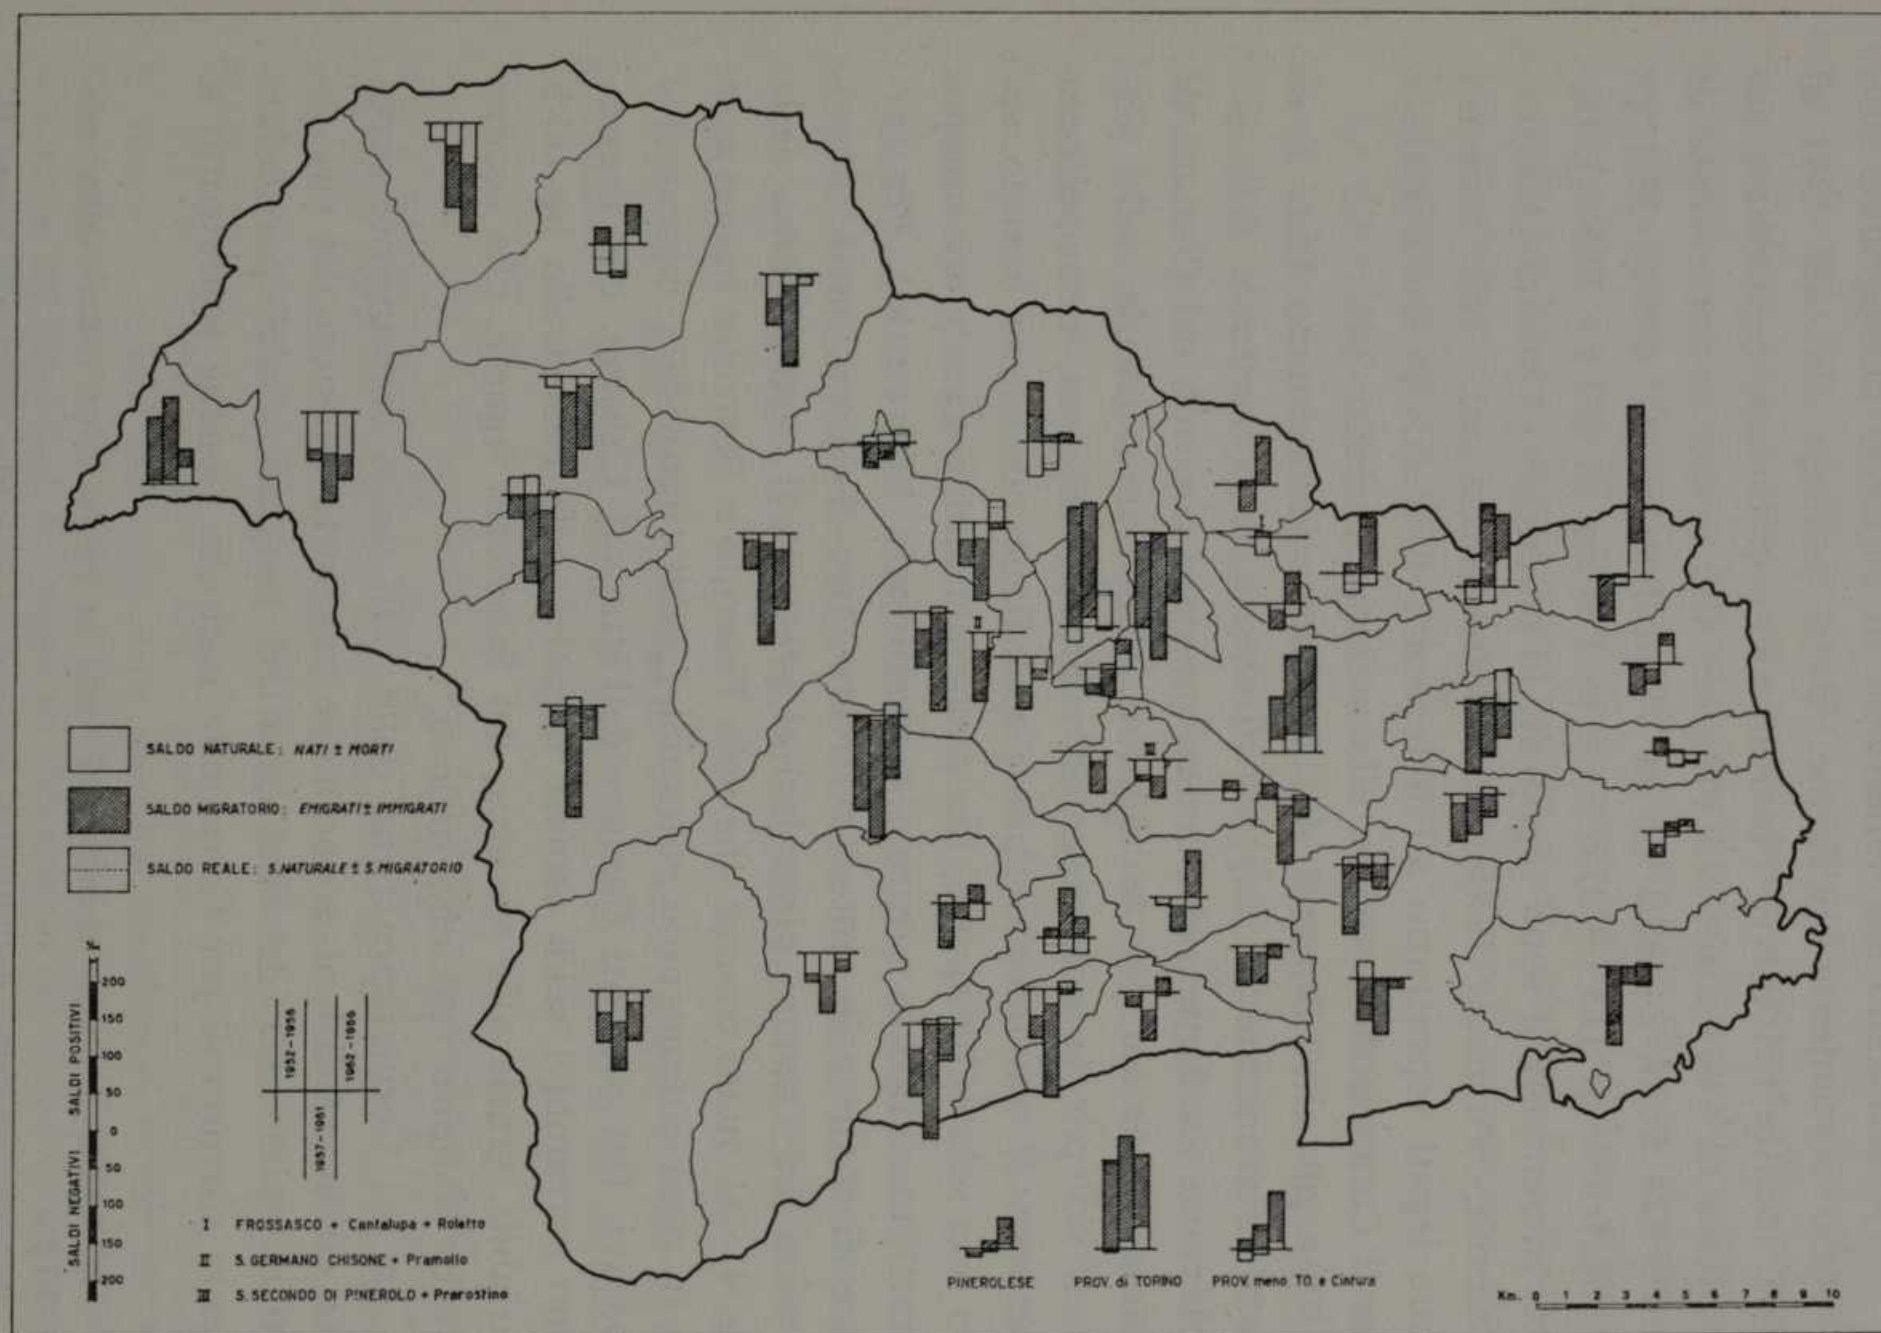 I
II
III
SALDO NATURALE: NATI ± MORTI
SALDO MIGRATORIO: EMIGRATI ± IMMIGRATI
SALDO REALE: S.NATURALE ± S.MIGRATORIO
SALDI POSITIVI
SALDI NEGATIVI
200
150
100
50
0
50
100
150
200
1952-1956
1957-1961
1962-1966
I FROSSASCO + Cantalupa + Roletto
II S. GERMANO CHISONE + Pramollo
III S. SECONDO DI PINEROLO + Prarostino
PINEROLESE
PROV. di TORINO
PROV. meno TO. e Cintura
Km. 0 1 2 3 4 5 6 7 8 9 10